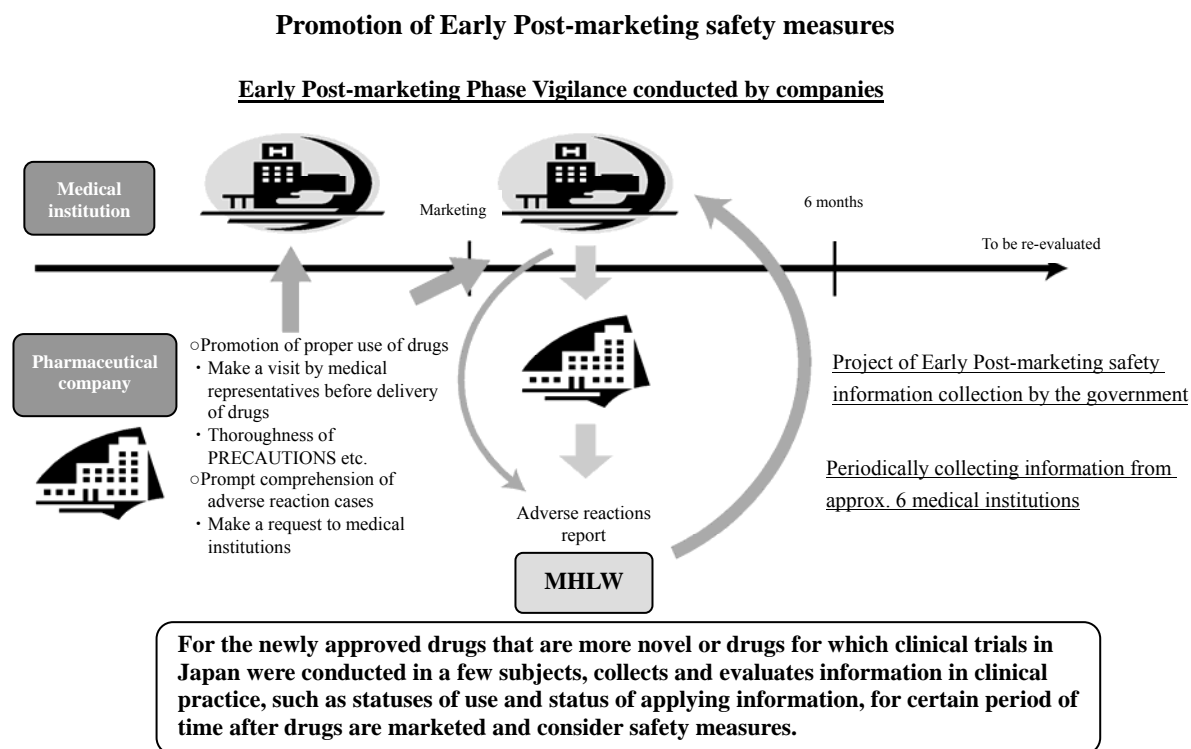 Promotion of Early Post-marketing safety measures
Early Post-marketing Phase Vigilance conducted by companies
Medical
institution
Marketing
6 months
To be re-evaluated
Pharmaceutical
company
○Promotion of proper use of drugs
・Make a visit by medical
representatives before delivery
of drugs
・Thoroughness of
PRECAUTIONS etc.
○Prompt comprehension of
adverse reaction cases
・Make a request to medical
institutions
Adverse reactions
report
MHLW
Project of Early Post-marketing safety
information collection by the government
Periodically collecting information from
approx. 6 medical institutions
For the newly approved drugs that are more novel or drugs for which clinical trials in
Japan were conducted in a few subjects, collects and evaluates information in clinical
practice, such as statuses of use and status of applying information, for certain period of
time after drugs are marketed and consider safety measures.